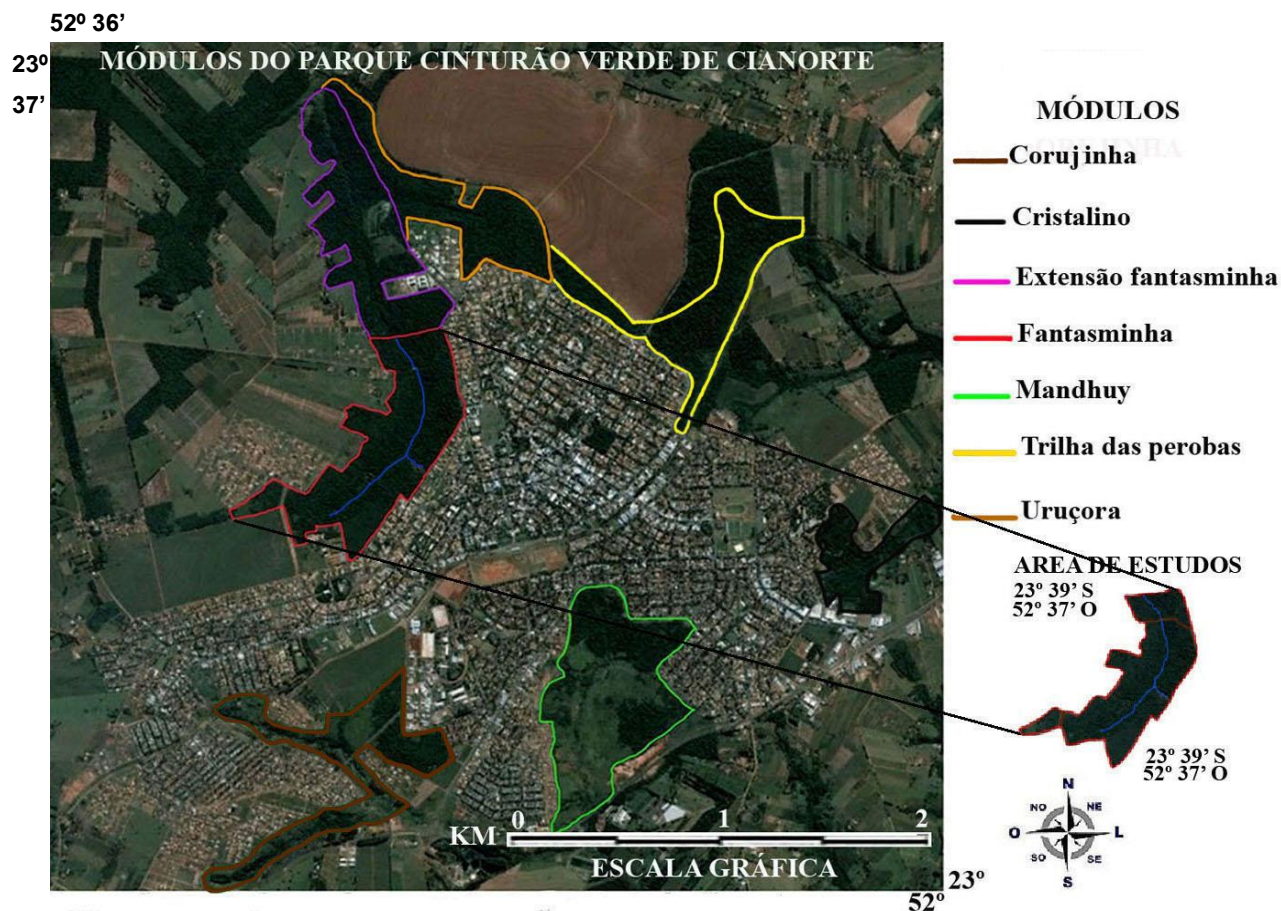 52º 36’
23º
37’
MÓDULOS DO PARQUE CINTURÃO VERDE DE CIANORTE
MÓDULOS
Corujinha
Cristalino
Extensão fantasminha
Fantasminha
Mandhuy
Trilha das perobas
Uruçora
AREA DE ESTUDOS
23º 39’ S
52º 37’ O
23º 39’ S
52º 37’ O
N
NO NE
O L
SO SE
S
0 1 2
KM
ESCALA GRÁFICA
23º
52º